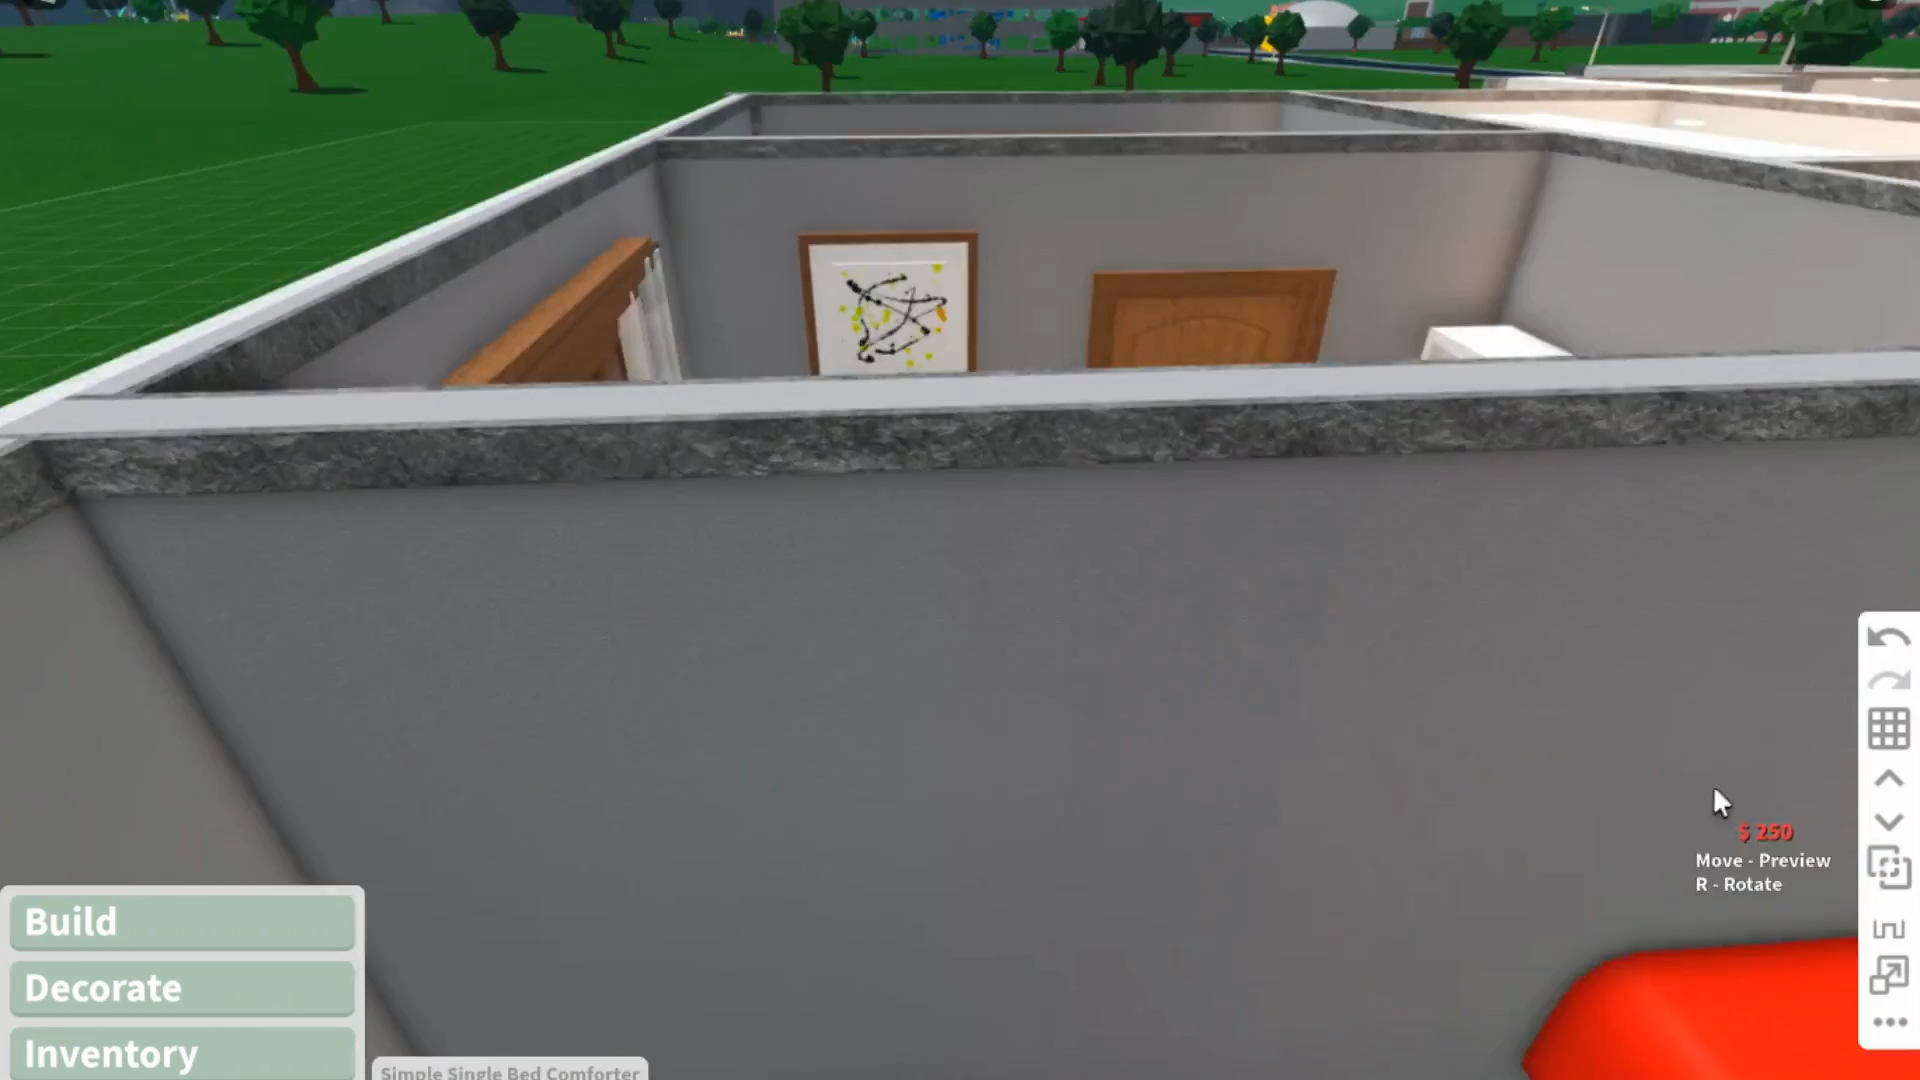 $ 250
Move - Preview
R - Rotate
Build
Decorate
Inventory
Simple Single Bed Comforter